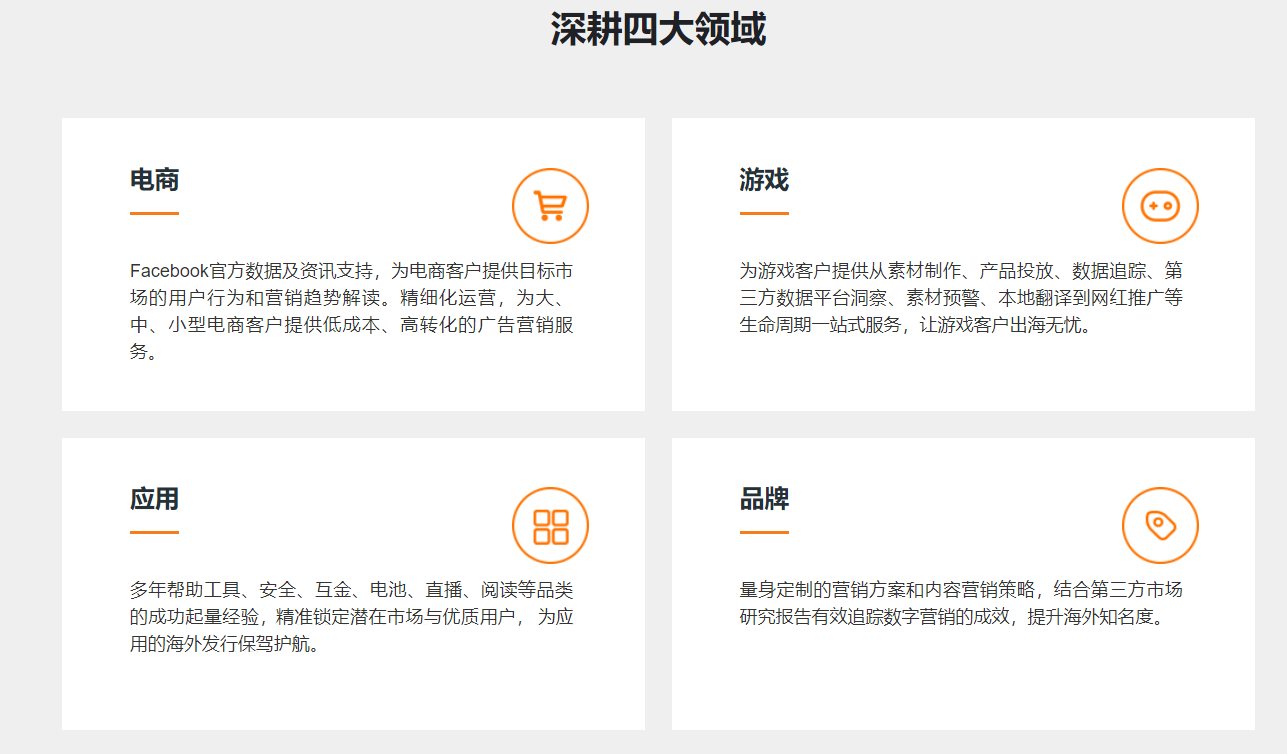 深耕四大领域
电商
Facebook官方数据及资讯支持，为电商客户提供目标市
场的用户行为和营销趋势解读。精细化运营，为大、
中、小型电商客户提供低成本、高转化的广告营销服
务。
游戏
为游戏客户提供从素材制作、产品投放、数据追踪、第
三方数据平台洞察、素材预警、本地翻译到网红推广等
生命周期一站式服务，让游戏客户出海无忧。
应用
多年帮助工具、安全、互金、电池、直播、阅读等品类
的成功起量经验，精准锁定潜在市场与优质用户， 为应
用的海外发行保驾护航。
品牌
量身定制的营销方案和内容营销策略，结合第三方市场
研究报告有效追踪数字营销的成效，提升海外知名度。